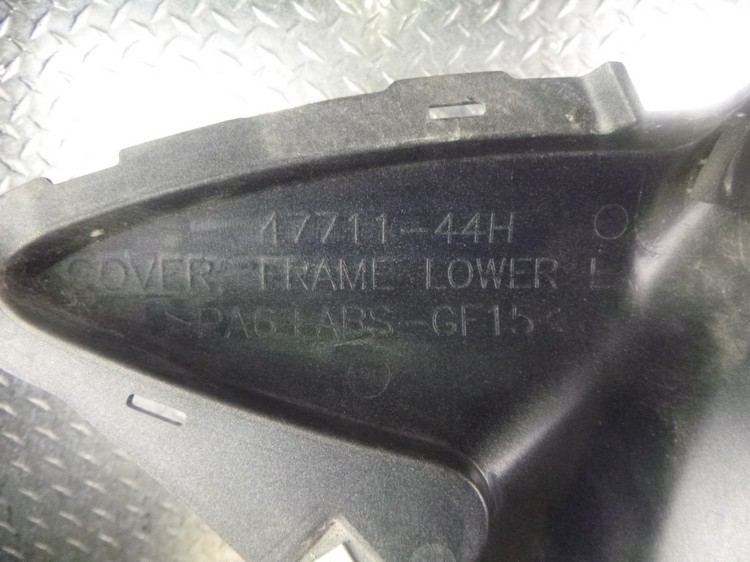 47711-44H
COVER, FRAME LOWER L
>PA6+ABS-GF15<